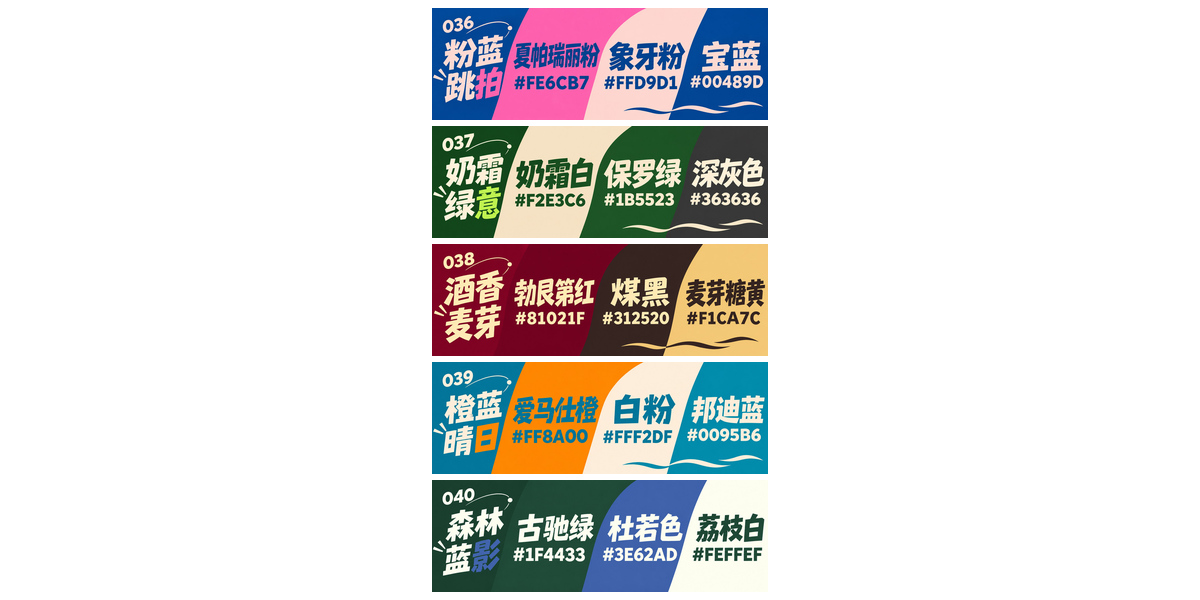 036
粉蓝
跳拍
夏帕瑞丽粉
#FE6CB7
象牙粉
#FFD9D1
宝蓝
#00489D
037
奶霜
绿意
奶霜白
#F2E3C6
保罗绿
#1B5523
深灰色
#363636
038
酒香
麦芽
勃艮第红
#81021F
煤黑
#312520
麦芽糖黄
#F1CA7C
039
橙蓝
晴日
爱马仕橙
#FF8A00
白粉
#FFF2DF
邦迪蓝
#0095B6
040
森林
蓝影
古驰绿
#1F4433
杜若色
#3E62AD
荔枝白
#FEFFEF